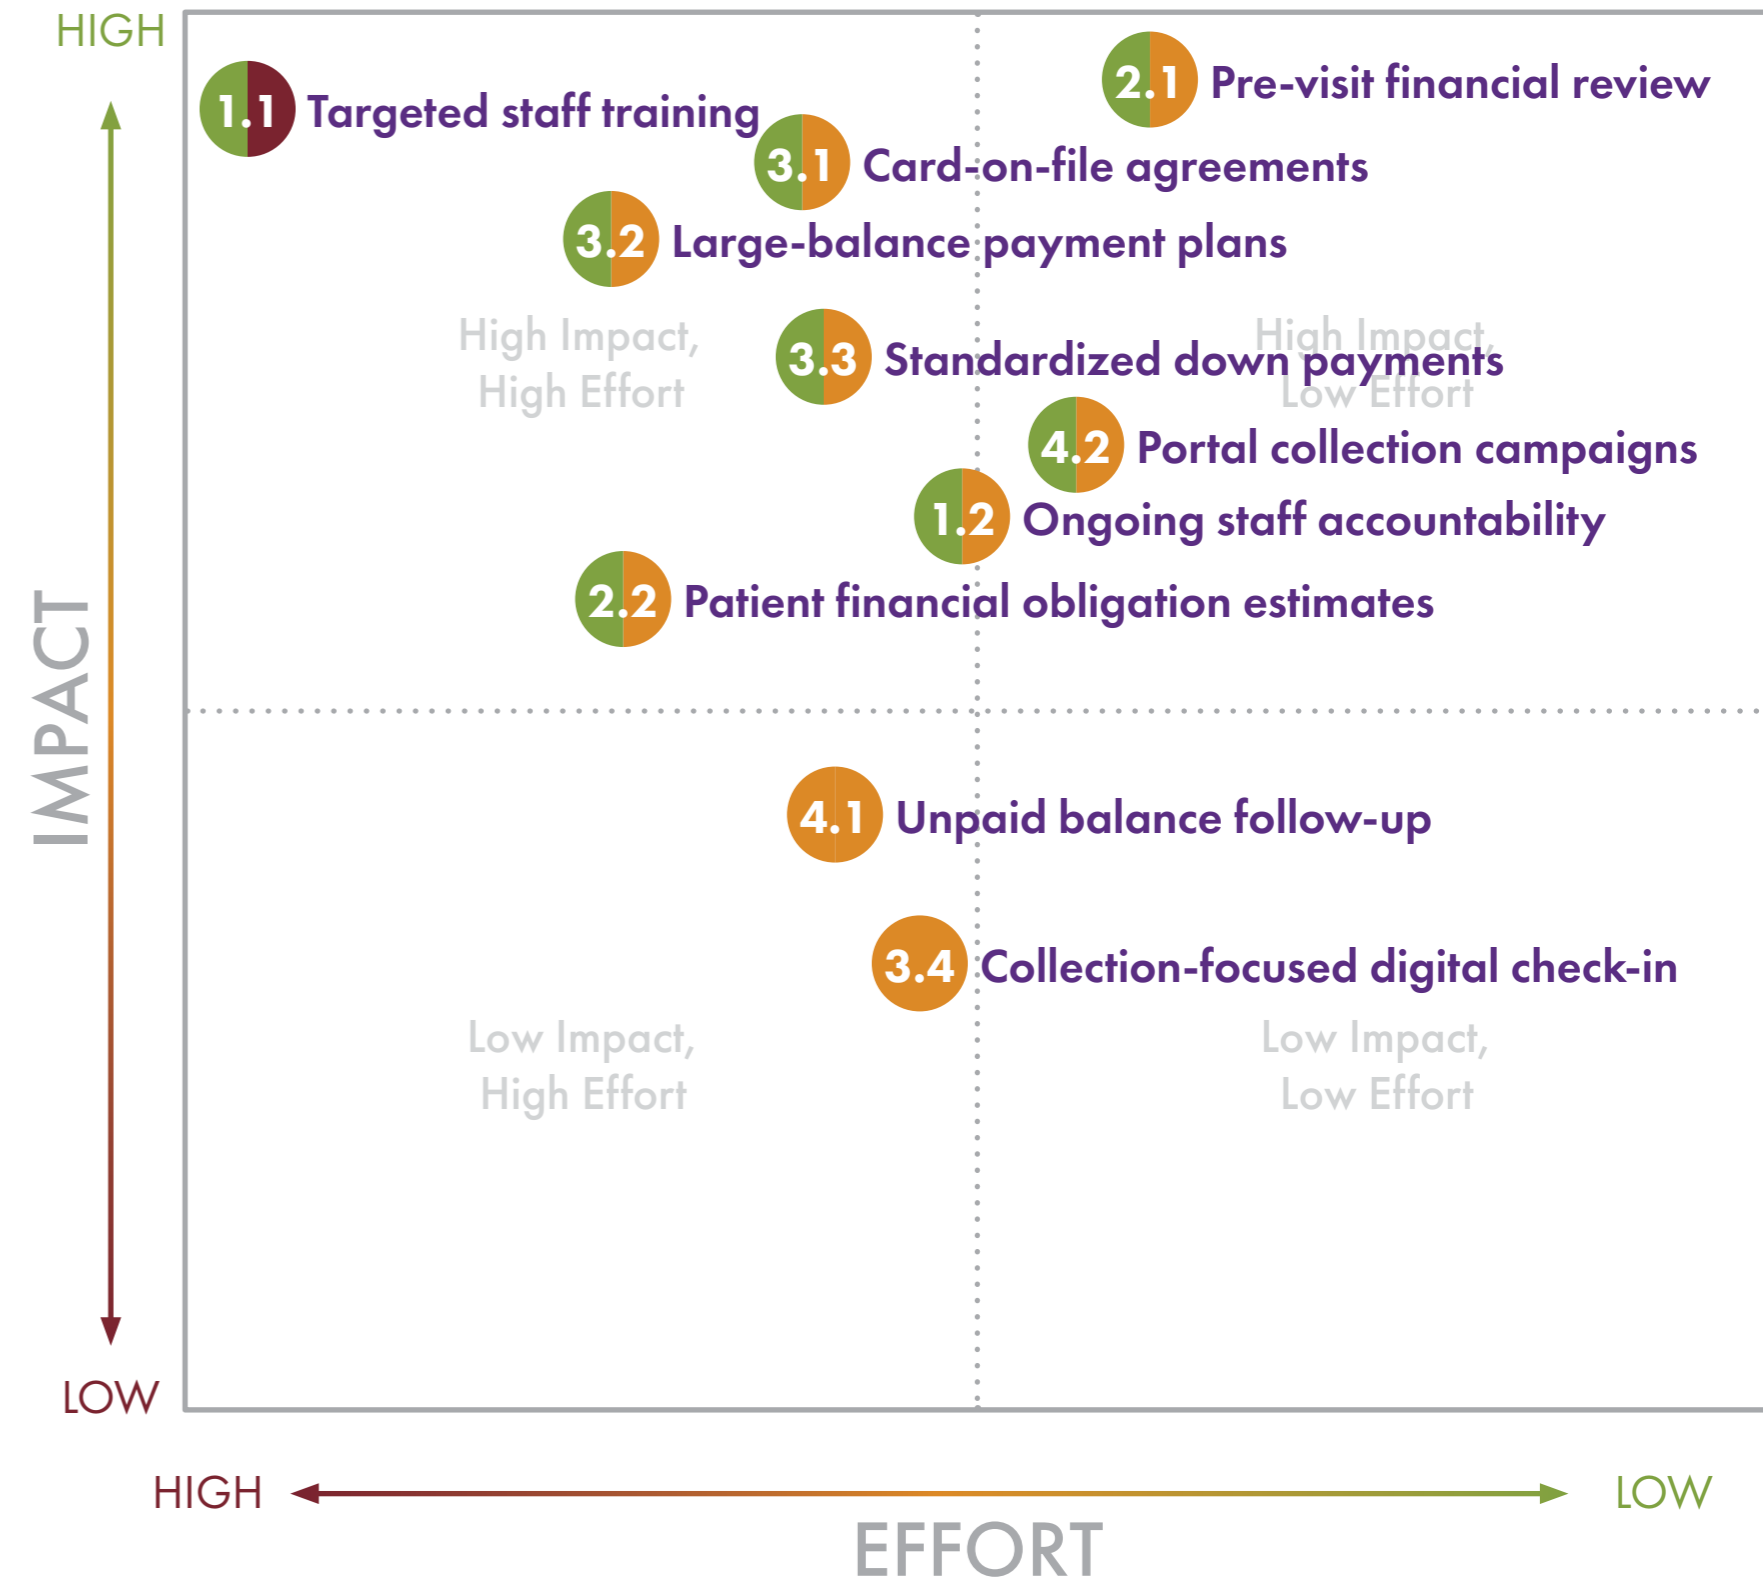 HIGH
1.1 Targeted staff training
2.1 Pre-visit financial review
3.1 Card-on-file agreements
3.2 Large-balance payment plans
High Impact,
High Effort
High Impact,
Low Effort
3.3 Standardized down payments
4.2 Portal collection campaigns
1.2 Ongoing staff accountability
2.2 Patient financial obligation estimates
IMPACT
4.1 Unpaid balance follow-up
3.4 Collection-focused digital check-in
Low Impact,
High Effort
Low Impact,
Low Effort
LOW
HIGH
LOW
EFFORT